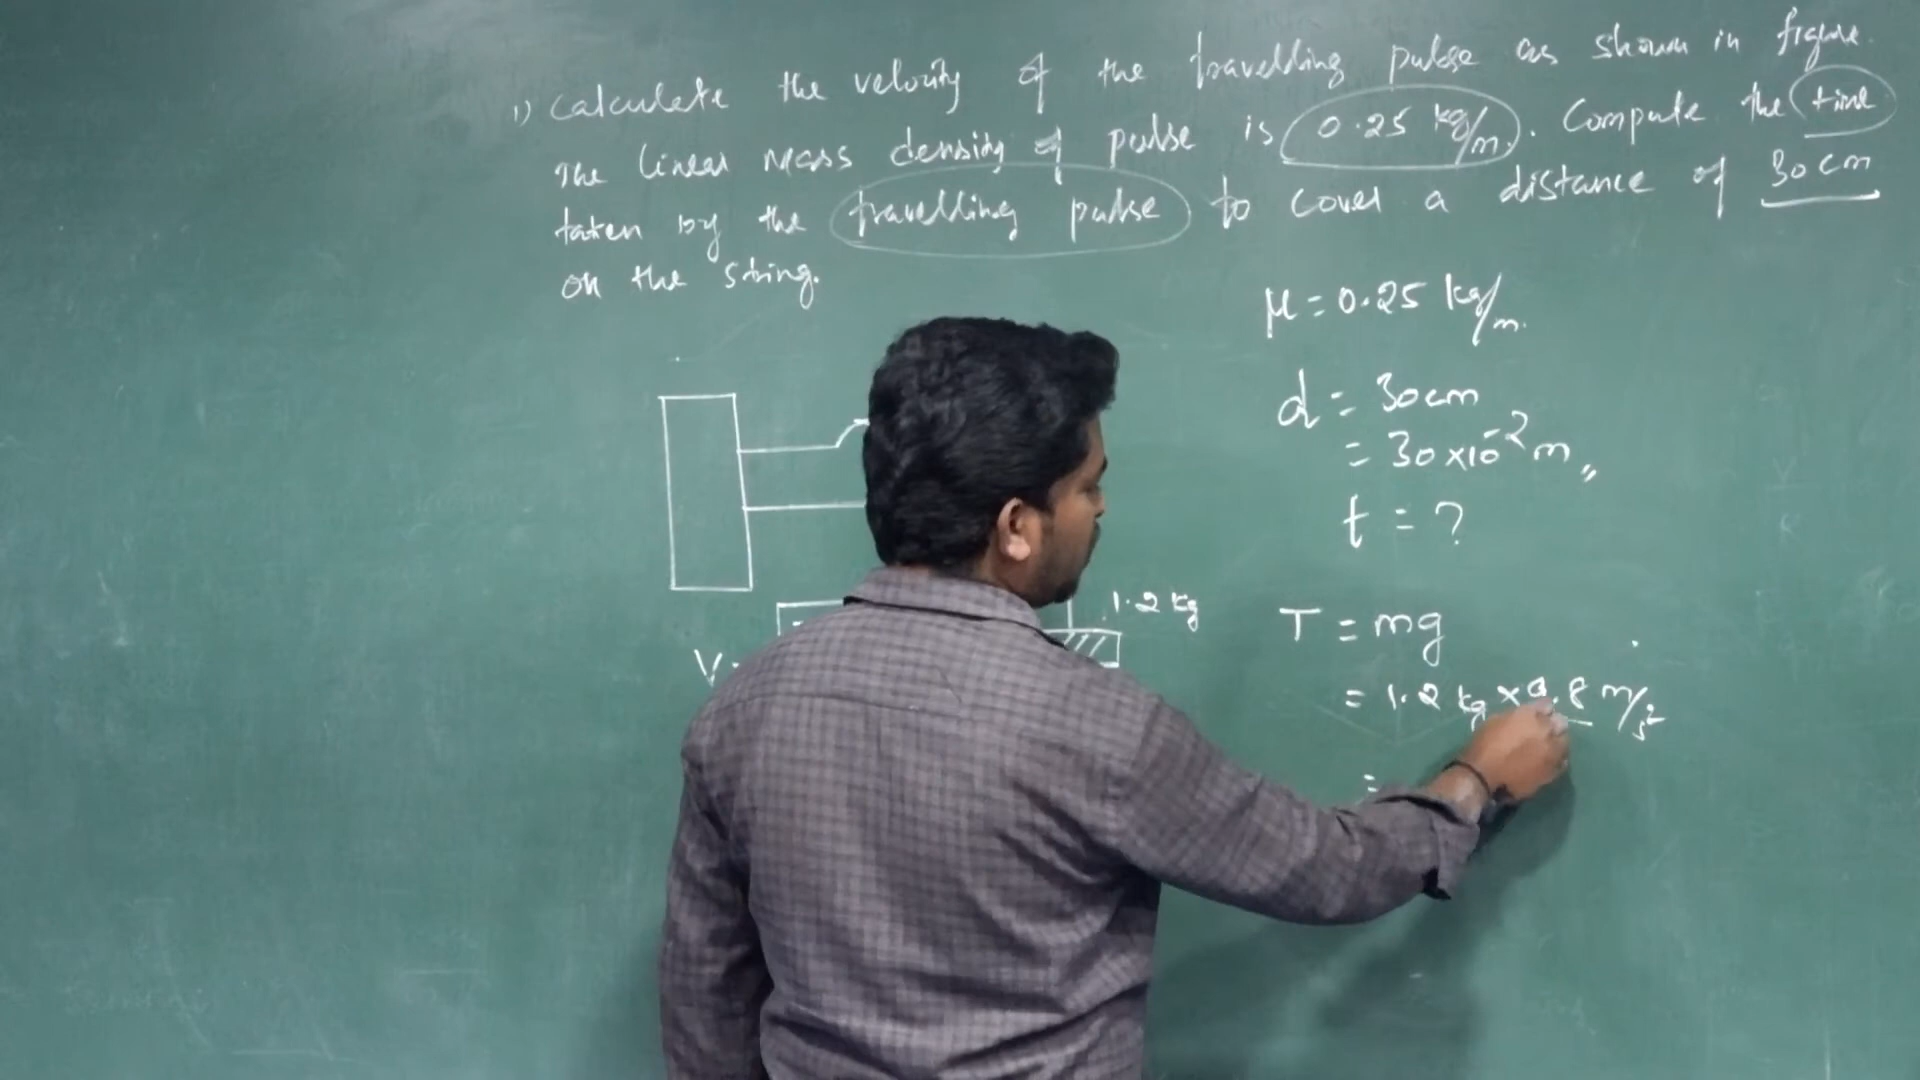 1) Calculate the velocity of the travelling pulse as shown in figure.
The linear mass density of pulse is 0.25 kg/m. Compute the time
taken by the travelling pulse to cover a distance of 30 cm
on the string.
μ = 0.25 kg/m.
d = 30 cm
= 30 × 10⁻² m,,
t = ?
1.2 kg
T = mg
V =
= 1.2 kg × 9.8 m/s²
=